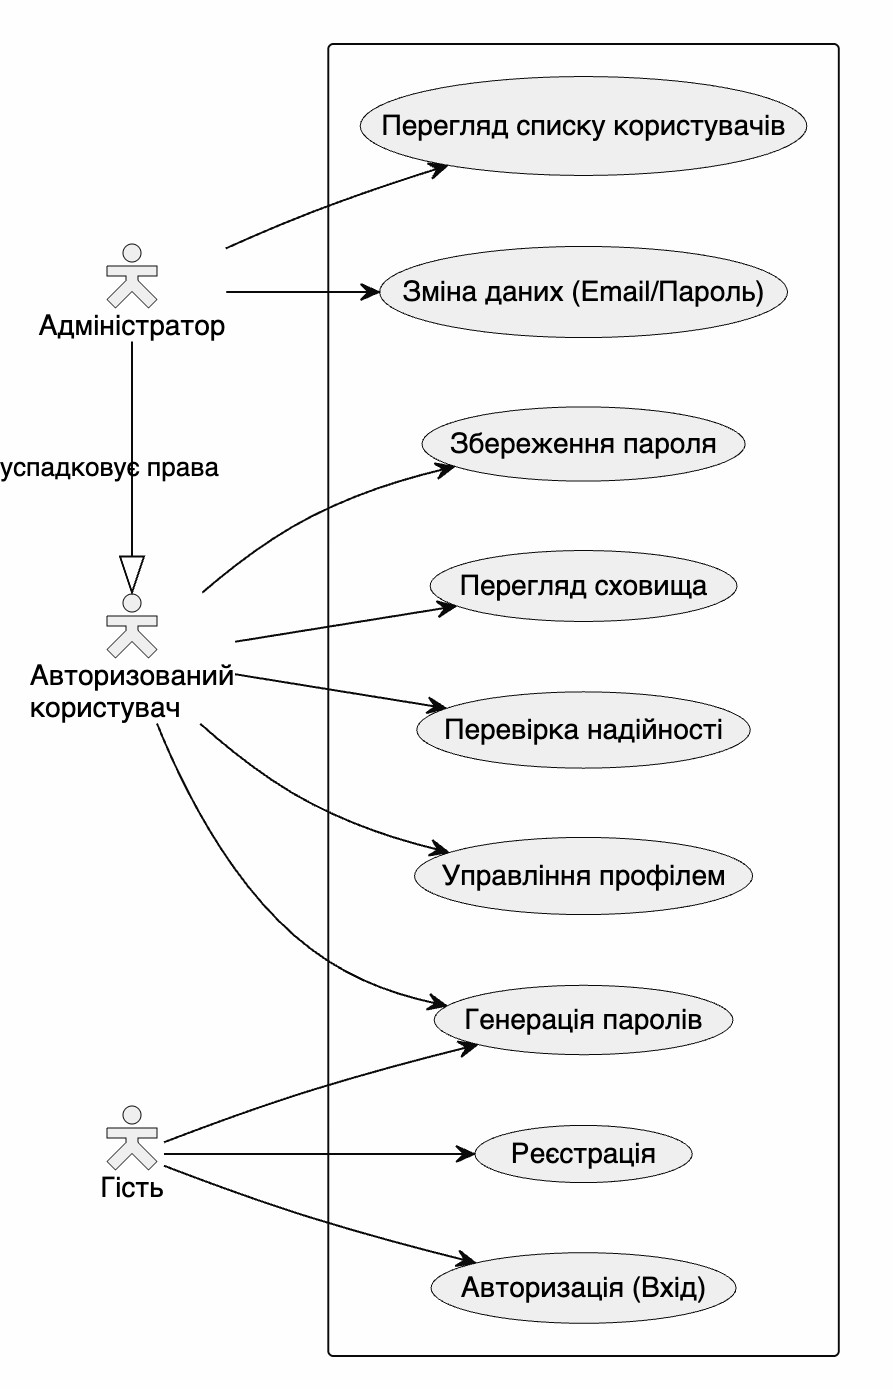 Перегляд списку користувачів
Зміна даних (Email/Пароль)
Адміністратор
Збереження пароля
успадковує права
Перегляд сховища
Авторизований
користувач
Перевірка надійності
Управління профілем
Генерація паролів
Реєстрація
Гість
Авторизація (Вхід)